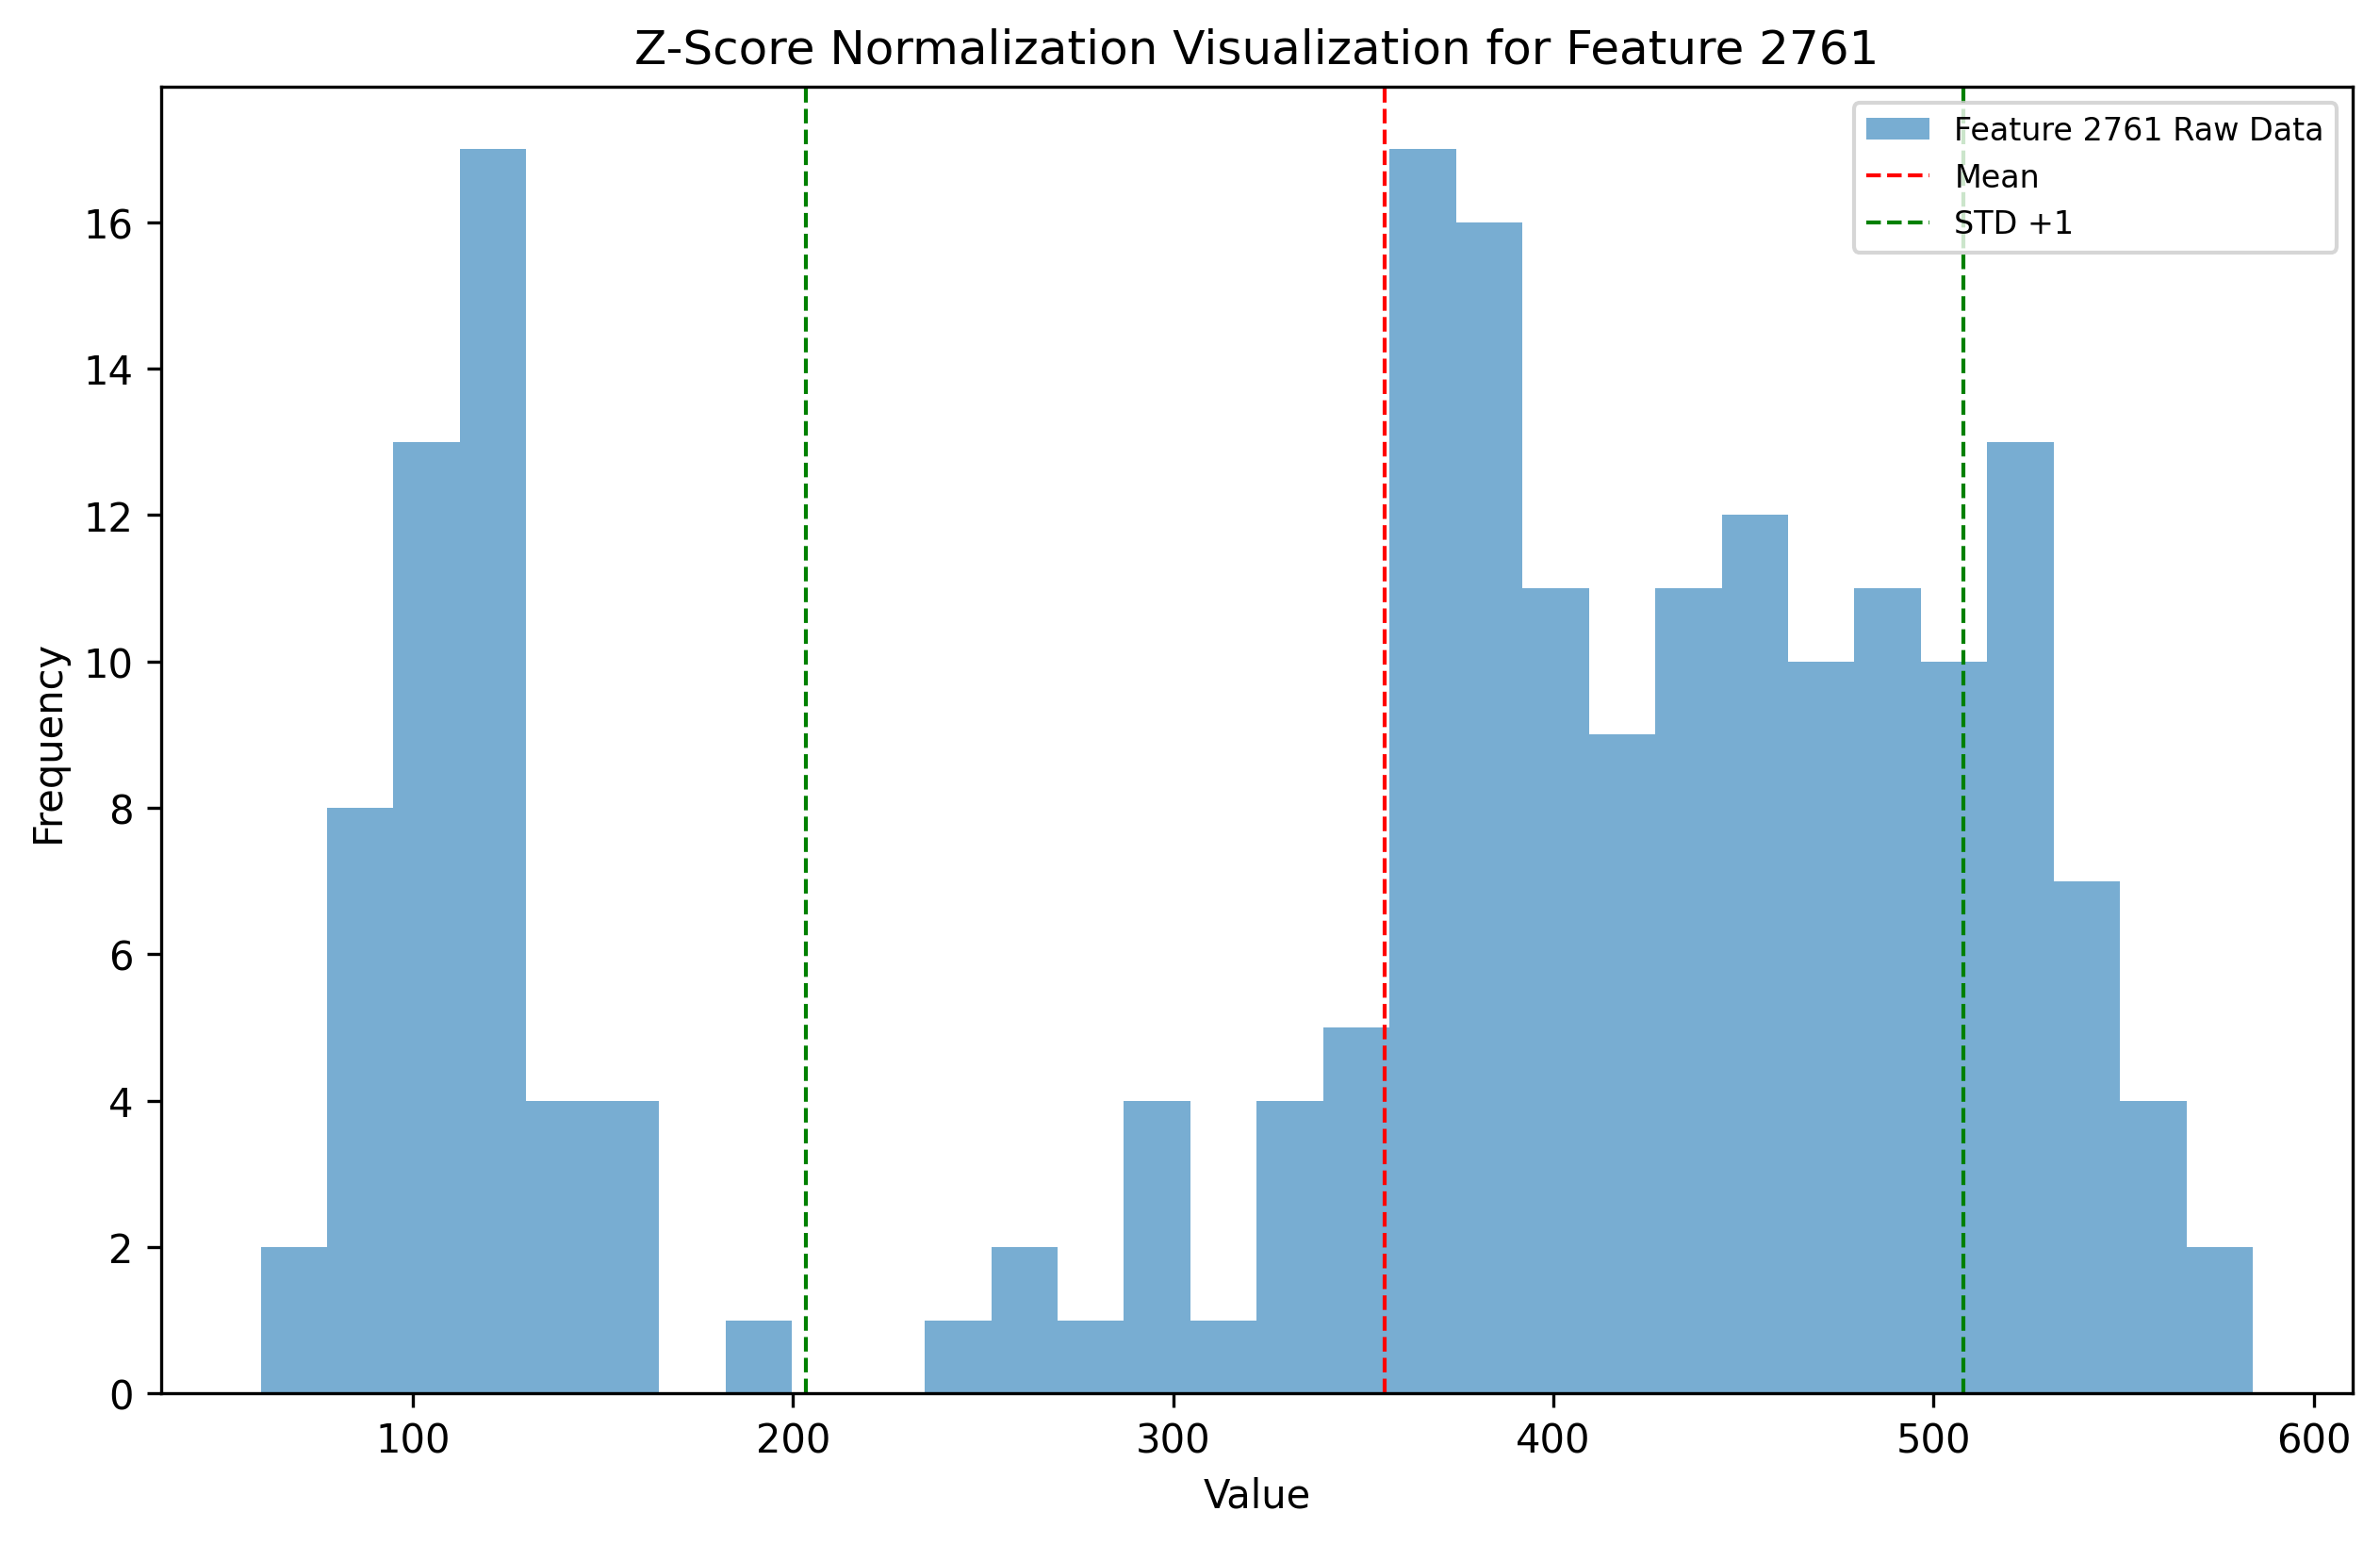 Z-Score Normalization Visualization for Feature 2761
Feature 2761 Raw Data
Mean
STD +1
16
14
12
10
8
6
4
2
0
Frequency
100
200
300
400
500
600
Value